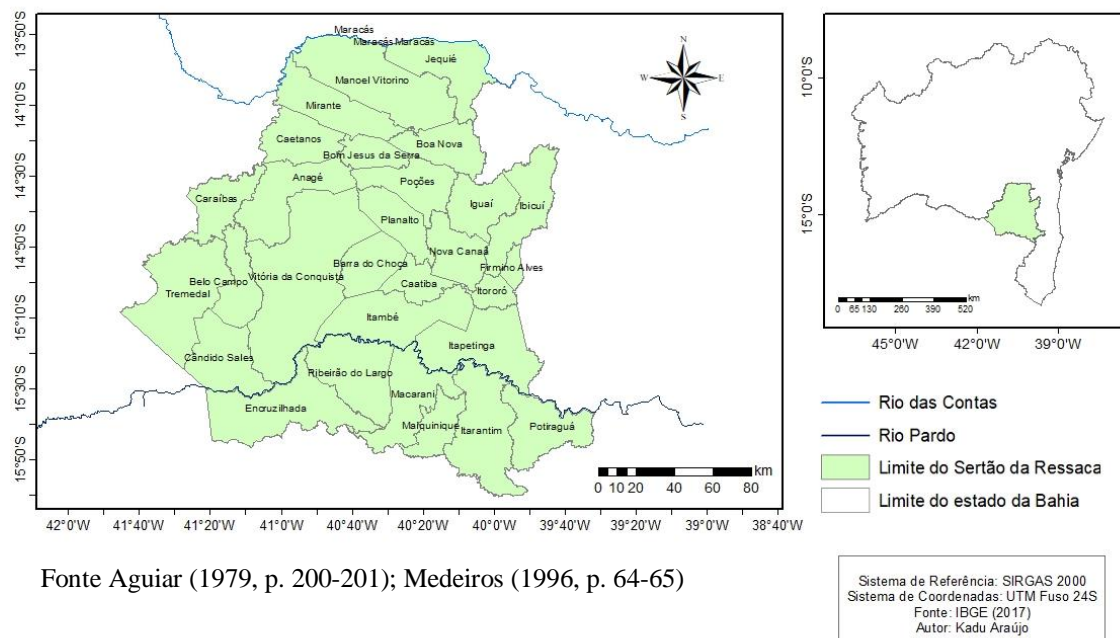 13°50'S
14°10'S
14°30'S
14°50'S
15°10'S
15°30'S
15°50'S
Maracás
Maracás Maracás
Jequié
Manoel Vitorino
Mirante
Caetanos
Boa Nova
Bom Jesus da Serra
Anagé
Poções
Caraíbas
Iguaí
Ibicuí
Planalto
Nova Canaã
Barra do Choça
Firmino Alves
Vitória da Conquista
Belo Campo
Caatiba
Tremedal
Itororó
Itambé
Itapetinga
Cândido Sales
Ribeirão do Largo
Macarani
Encruzilhada
Maiquinique
Itarantim
Potiraguá
N
W
E
S
km
0 10 20 40 60 80
42°0'W 41°40'W 41°20'W 41°0'W 40°40'W 40°20'W 40°0'W 39°40'W 39°20'W 39°0'W 38°40'W
10°0'S
15°0'S
km
0 65 130 260 390 520
45°0'W 42°0'W 39°0'W
Rio das Contas
Rio Pardo
Limite do Sertão da Ressaca
Limite do estado da Bahia
Fonte Aguiar (1979, p. 200-201); Medeiros (1996, p. 64-65)
Sistema de Referência: SIRGAS 2000
Sistema de Coordenadas: UTM Fuso 24S
Fonte: IBGE (2017)
Autor: Kadu Araújo